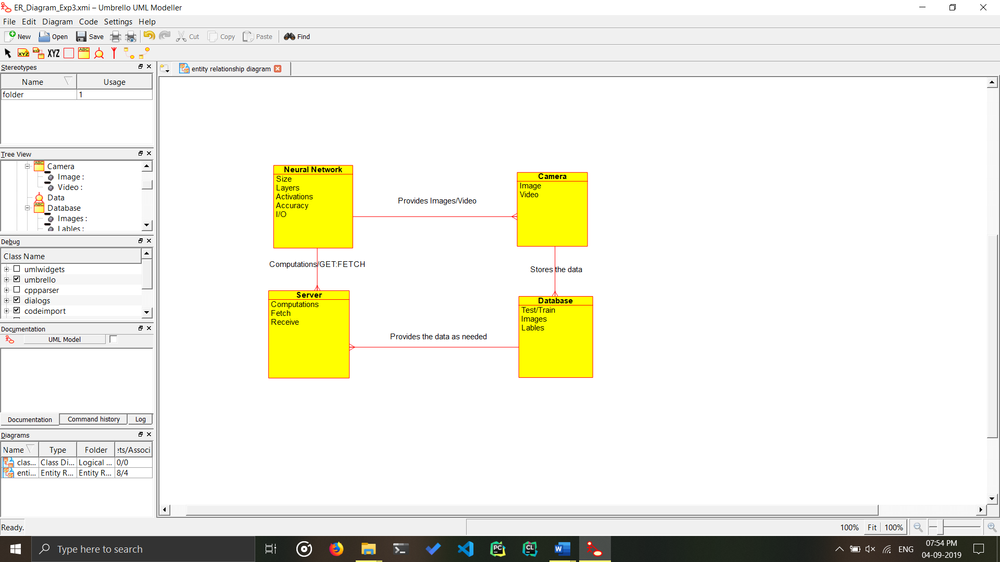 ER_Diagram_Exp3.xmi – Umbrello UML Modeller
File Edit Diagram Code Settings Help
New Open Save Cut Copy Paste Find
XYZ XYZ XYZ ABC
Stereotypes
Name Usage
folder 1
Tree View
Camera
Image :
Video :
Data
Database
Images :
Lables :
Debug
Class Name
umlwidgets
umbrello
cppparser
dialogs
codeimport
Documentation
UML Model
Documentation Command history Log
Diagrams
Name Type Folder ts/Associ
clas... Class Di... Logical ... 0/0
enti... Entity R... Entity R... 8/4
entity relationship diagram
Neural Network
Size
Layers
Activations
Accuracy
I/O
Provides Images/Video
Camera
Image
Video
Computations/GET:FETCH
Stores the data
Server
Computations
Fetch
Receive
Provides the data as needed
Database
Test/Train
Images
Lables
Ready.
100% Fit 100%
Type here to search
PC CL W
ENG
07:54 PM
04-09-2019